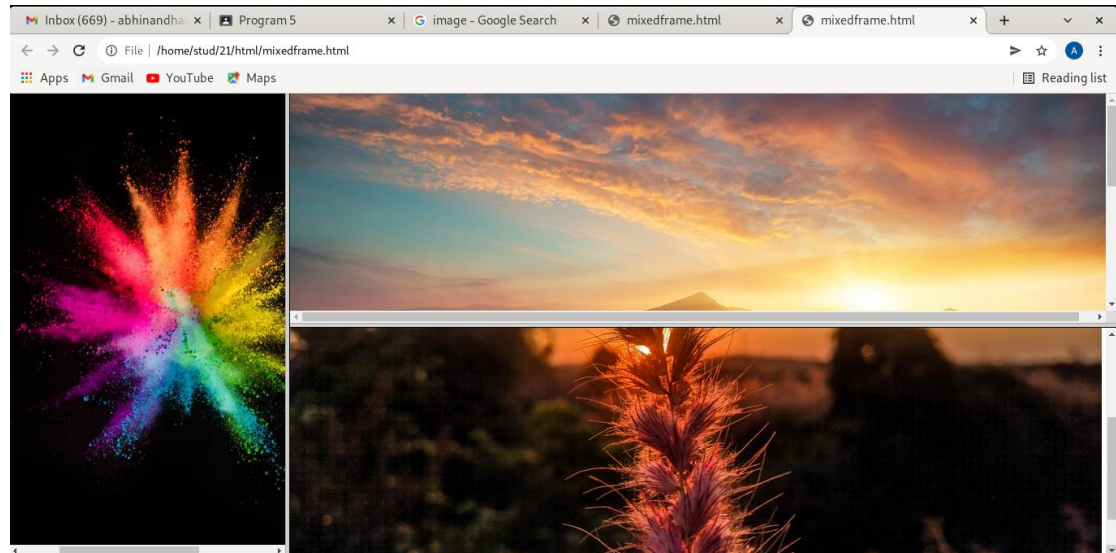 Inbox (669) - abhinandha
Program 5
image - Google Search
mixedframe.html
mixedframe.html
File | /home/stud/21/html/mixedframe.html
A
Apps Gmail YouTube Maps
Reading list